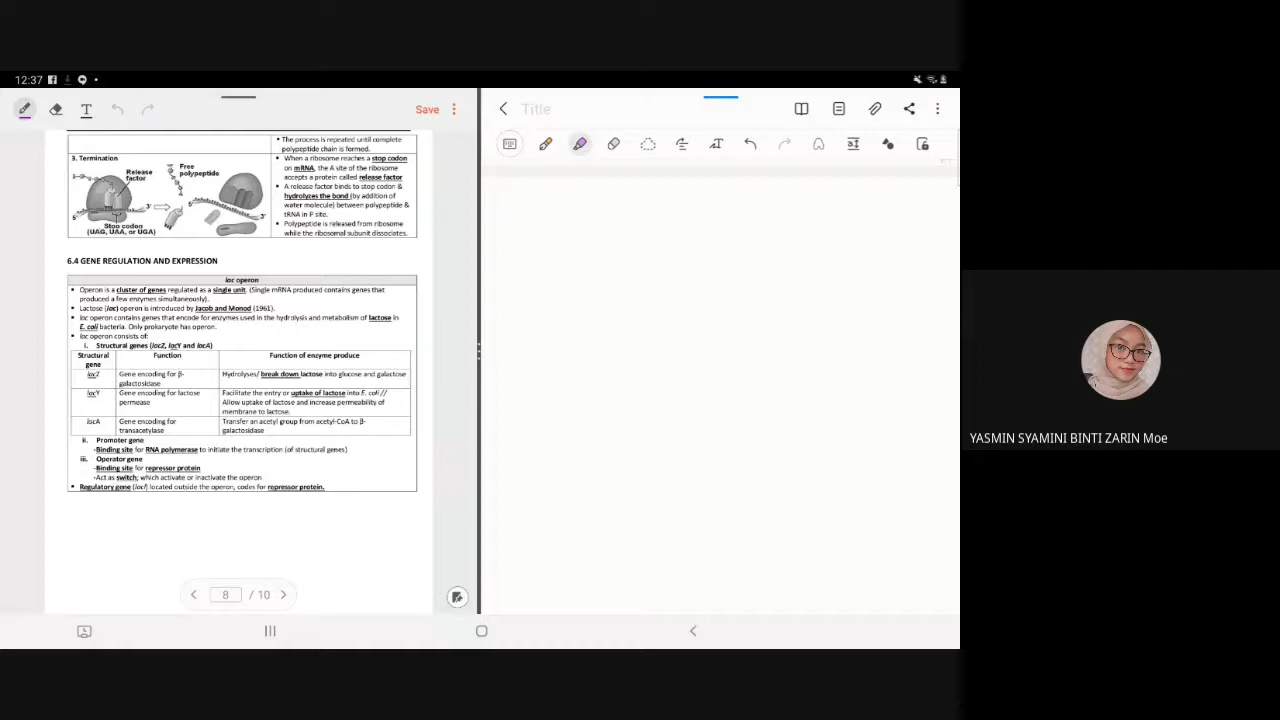 12:37
Save
Title
• The process is repeated until complete
polypeptide chain is formed.
3. Termination
Release
factor
Free
polypeptide
5'
3'
5'
3'
Stop codon
(UAG, UAA, or UGA)
• When a ribosome reaches a stop codon
on mRNA, the A site of the ribosome
accepts a protein called release factor
• A release factor binds to stop codon &
hydrolyzes the bond (by addition of
water molecule) between polypeptide &
tRNA in P site.
• Polypeptide is released from ribosome
while the ribosomal subunit dissociates.
6.4 GENE REGULATION AND EXPRESSION
lac operon
▪ Operon is a cluster of genes regulated as a single unit. (Single mRNA produced contains genes that
produced a few enzymes simultaneously).
▪ Lactose (lac) operon is introduced by Jacob and Monod (1961).
▪ lac operon contains genes that encode for enzymes used in the hydrolysis and metabolism of lactose in
E. coli bacteria. Only prokaryote has operon.
▪ lac operon consists of:
i. Structural genes (lacZ, lacY and lacA)
Structural
gene
Function
Function of enzyme produce
lacZ
Gene encoding for β-
galactosidase
Hydrolyses/ break down lactose into glucose and galactose
lacY
Gene encoding for lactose
permease
Facilitate the entry or uptake of lactose into E. coli //
Allow uptake of lactose and increase permeability of
membrane to lactose.
lacA
Gene encoding for
transacetylase
Transfer an acetyl group from acetyl-CoA to β-
galactosidase
ii. Promoter gene
-Binding site for RNA polymerase to initiate the transcription (of structural genes)
iii. Operator gene
-Binding site for repressor protein
-Act as switch; which activate or inactivate the operon
▪ Regulatory gene (lacI) located outside the operon, codes for repressor protein.
8 / 10
YASMIN SYAMINI BINTI ZARIN Moe